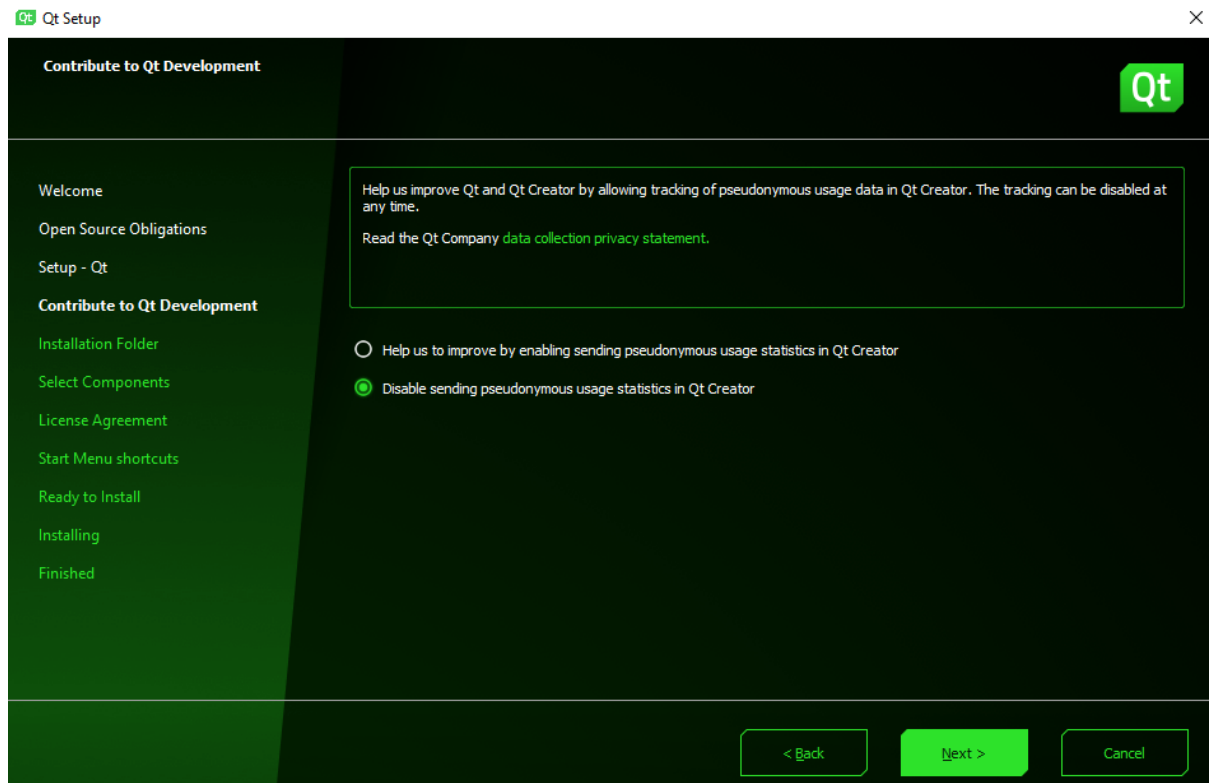 Qt Qt Setup
Contribute to Qt Development
Qt
Welcome
Open Source Obligations
Setup - Qt
Contribute to Qt Development
Installation Folder
Select Components
License Agreement
Start Menu shortcuts
Ready to Install
Installing
Finished
Help us improve Qt and Qt Creator by allowing tracking of pseudonymous usage data in Qt Creator. The tracking can be disabled at
any time.
Read the Qt Company data collection privacy statement.
Help us to improve by enabling sending pseudonymous usage statistics in Qt Creator
Disable sending pseudonymous usage statistics in Qt Creator
< Back
Next >
Cancel